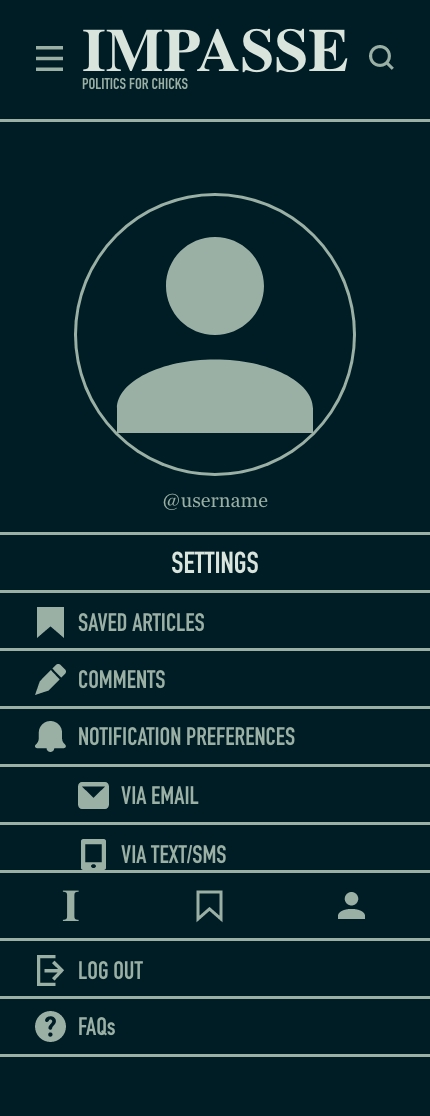 IMPASSE
POLITICS FOR CHICKS
@username
SETTINGS
SAVED ARTICLES
COMMENTS
NOTIFICATION PREFERENCES
VIA EMAIL
VIA TEXT/SMS
I
LOG OUT
FAQs